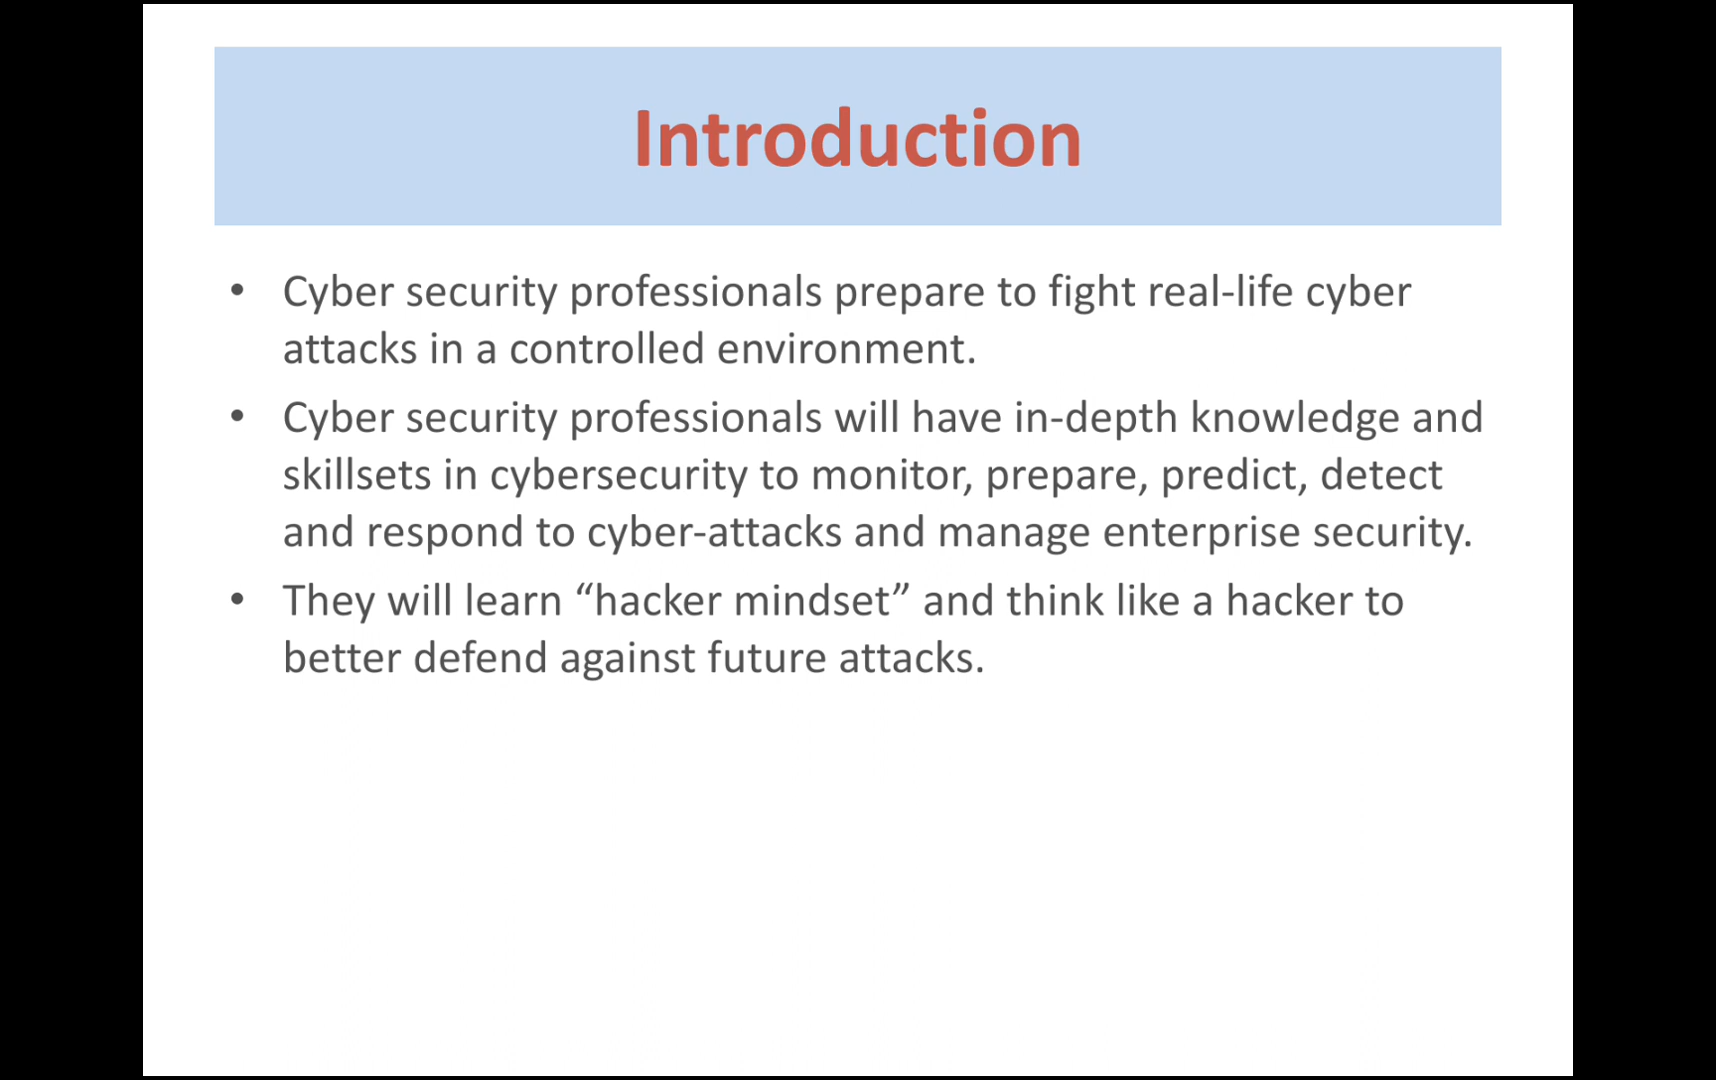 Introduction
• Cyber security professionals prepare to fight real-life cyber
attacks in a controlled environment.
• Cyber security professionals will have in-depth knowledge and
skillsets in cybersecurity to monitor, prepare, predict, detect
and respond to cyber-attacks and manage enterprise security.
• They will learn “hacker mindset” and think like a hacker to
better defend against future attacks.